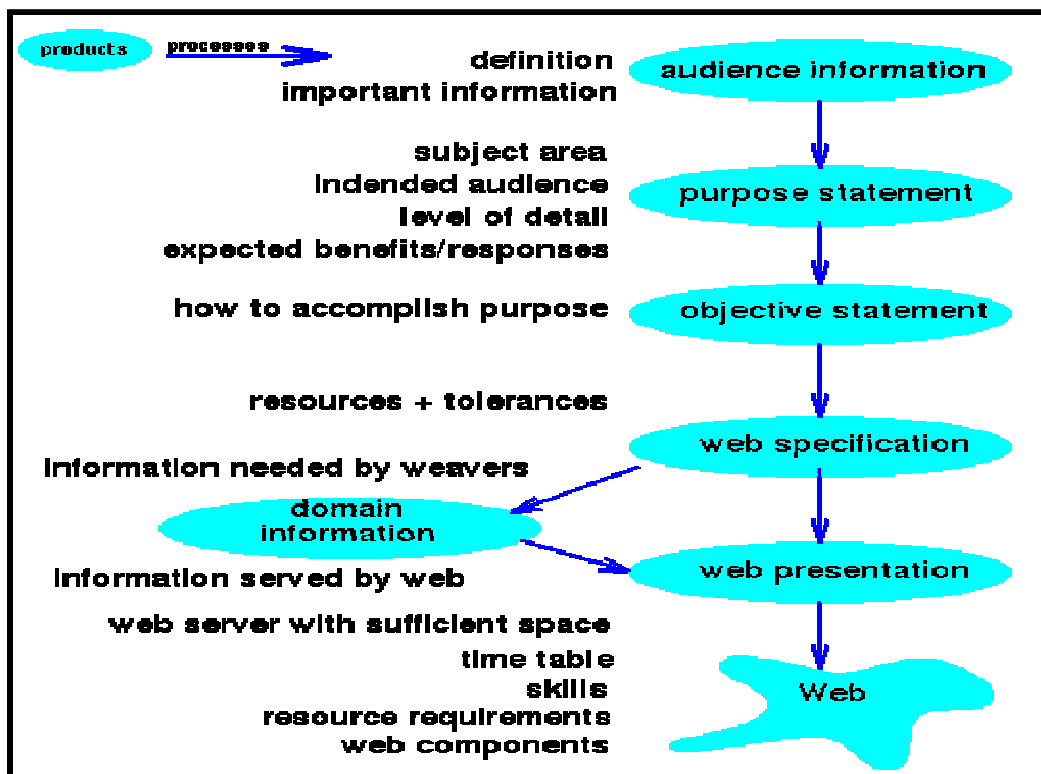 products
processes
definition
important information
audience information
subject area
indended audience
level of detail
expected benefits/responses
purpose statement
how to accomplish purpose
objective statement
resources + tolerances
web specification
information needed by weavers
domain
information
information served by web
web presentation
web server with sufficient space
time table
skills
resource requirements
web components
Web